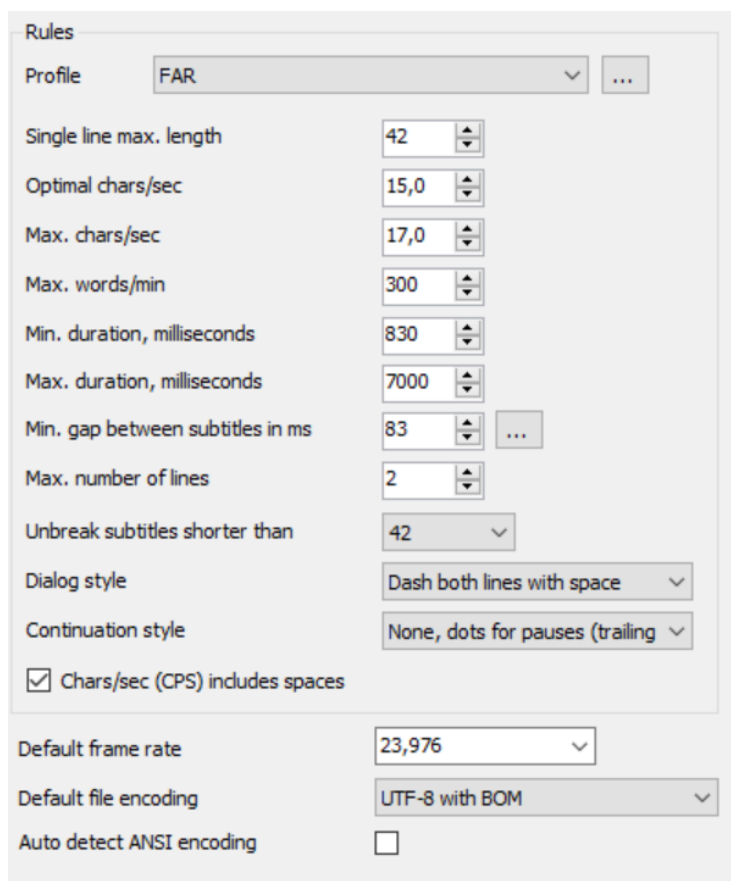 Rules
Profile FAR ...
Single line max. length 42
Optimal chars/sec 15,0
Max. chars/sec 17,0
Max. words/min 300
Min. duration, milliseconds 830
Max. duration, milliseconds 7000
Min. gap between subtitles in ms 83 ...
Max. number of lines 2
Unbreak subtitles shorter than 42
Dialog style Dash both lines with space
Continuation style None, dots for pauses (trailing
Chars/sec (CPS) includes spaces
Default frame rate 23,976
Default file encoding UTF-8 with BOM
Auto detect ANSI encoding